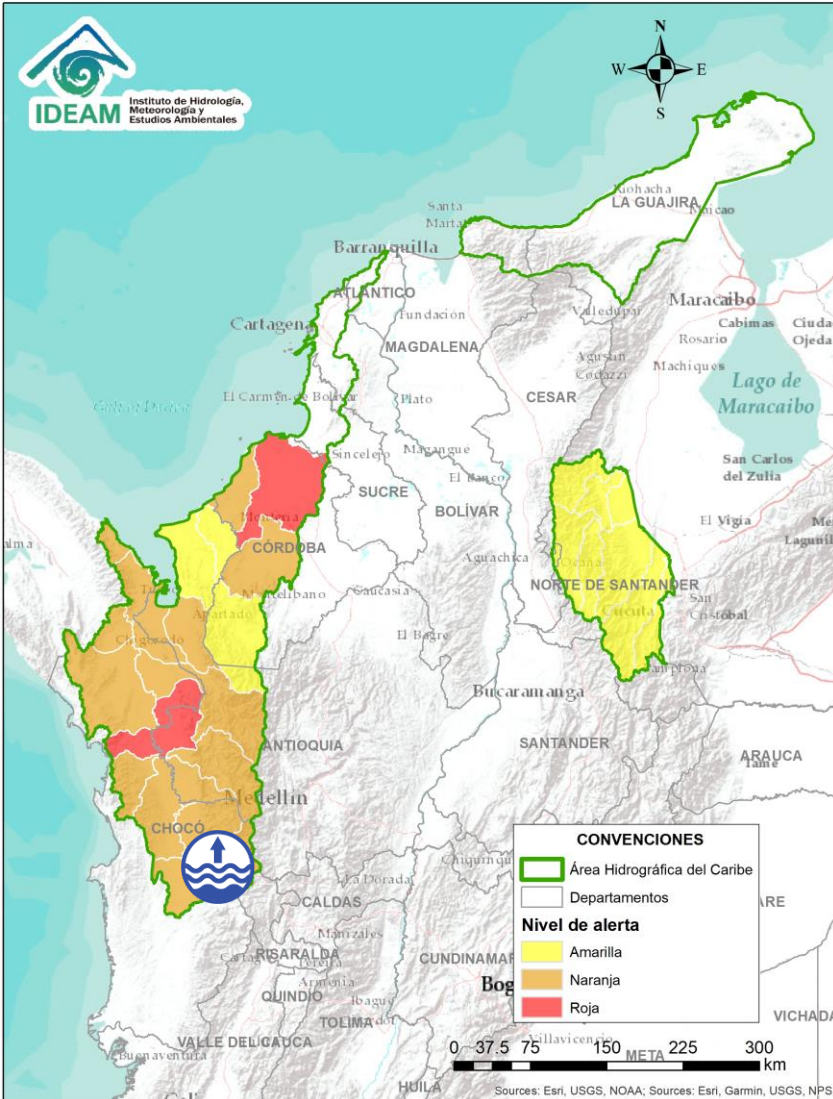 N
W
E
S
IDEAM
Instituto de Hidrología,
Meteorología y
Estudios Ambientales
Riohacha
LA GUAJIRA
Maicao
Santa
Marta
Barranquilla
ATLÁNTICO
Maracaibo
Fundación
Valledupar
Cabimas
Ciudad
Ojeda
Cartagena
Rosario
MAGDALENA
Agustín
Codazzi
Machiques
Lago de
Maracaibo
El Carmen de Bolívar
Plato
CESAR
Sincelejo
Magangué
San Carlos
del Zulia
El Banco
SUCRE
BOLÍVAR
El Vigía
Montería
CÓRDOBA
Aguachica
Ocaña
NORTE DE SANTANDER
Montelíbano
Caucasia
San
Cristóbal
Cúcuta
Turbo
Apartadó
Chigorodó
El Bagre
Pamplona
Bucaramanga
ANTIOQUIA
SANTANDER
ARAUCA
Tame
Medellín
CHOCÓ
La Dorada
CALDAS
Manizales
RISARALDA
Pereira
Armenia
QUINDÍO
Ibagué
TOLIMA
VALLE DEL CAUCA
Buenaventura
HUILA
META
Villavicencio
VICHADA
CONVENCIONES
Área Hidrográfica del Caribe
Departamentos
Nivel de alerta
Amarilla
Naranja
Roja
0 37.5 75 150 225 300
km
Sources: Esri, USGS, NOAA; Sources: Esri, Garmin, USGS, NPS